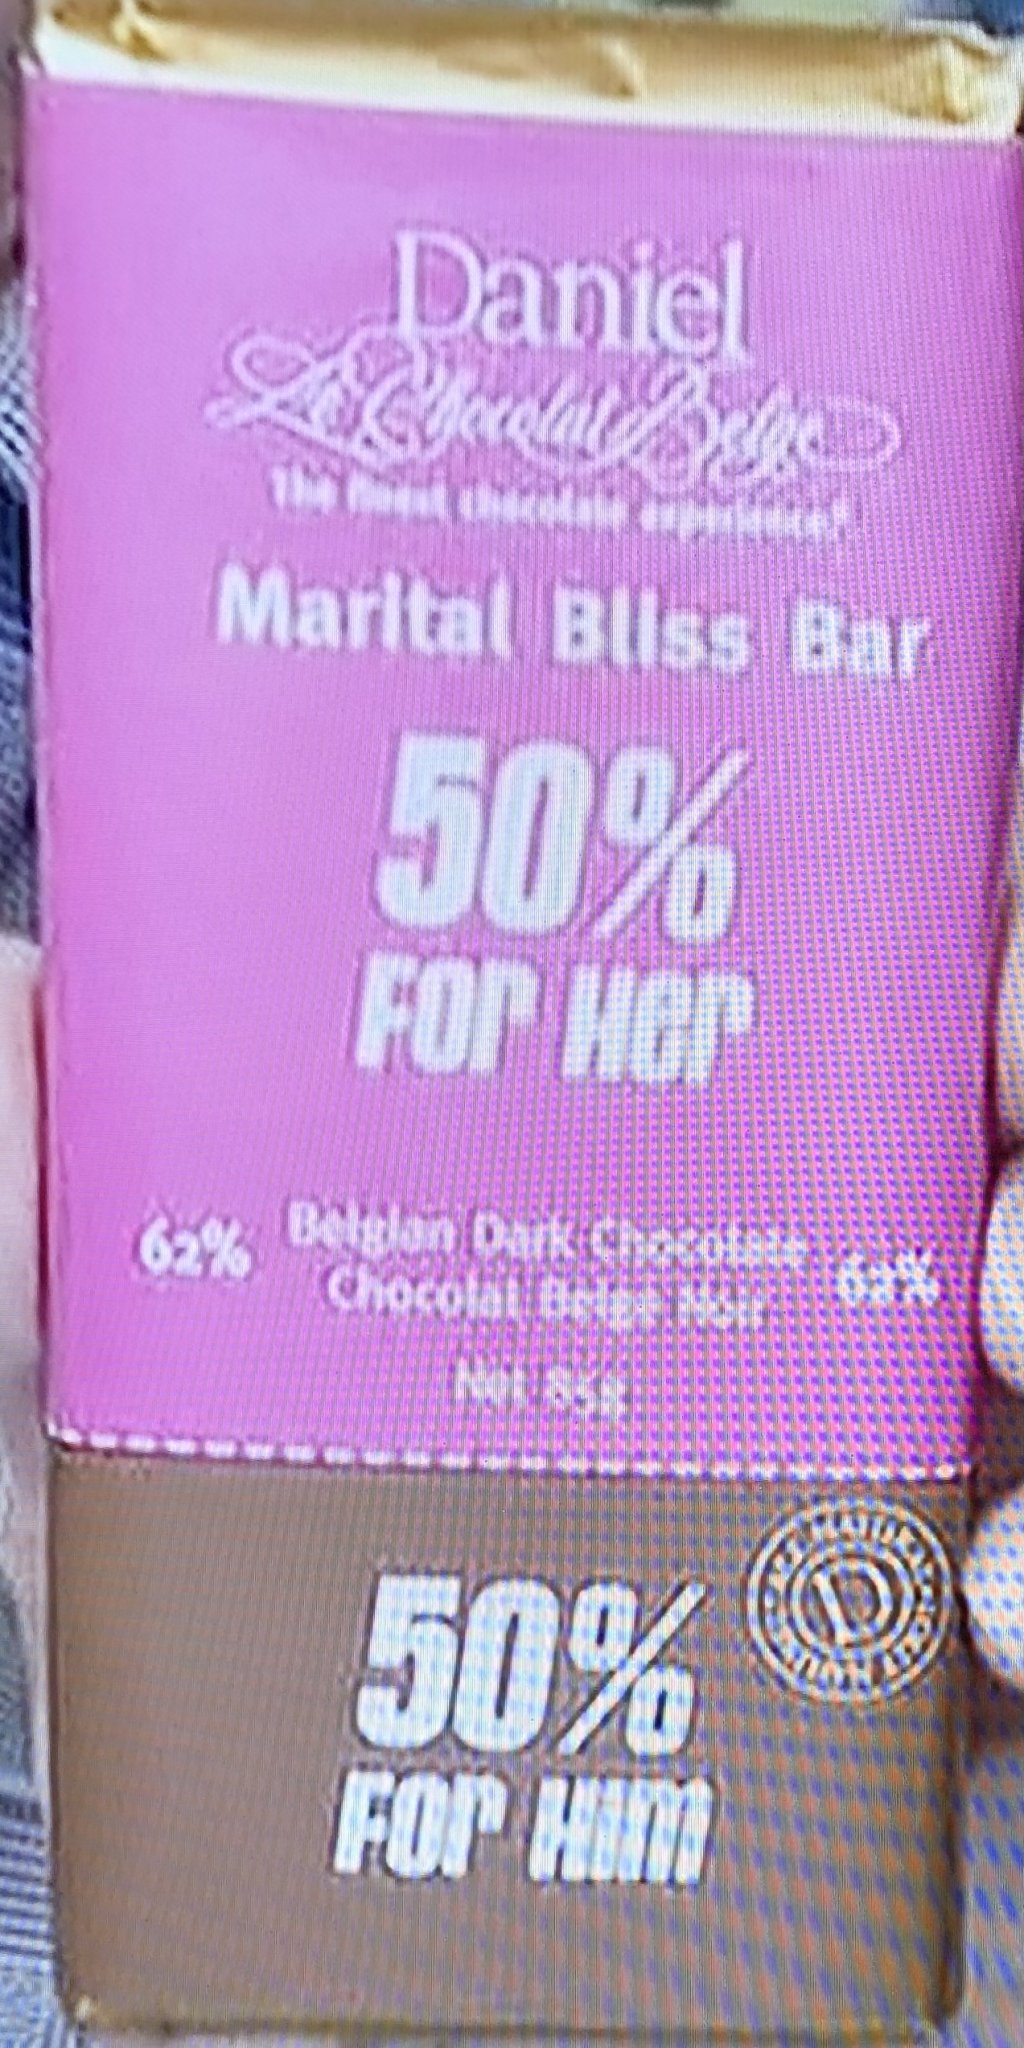 Daniel
Le Chocolat Belge
The finest chocolate experience!
Marital Bliss Bar
50%
FOR HER
62% Belgian Dark Chocolate 62%
Chocolat Belge Noir
Net 85g
50%
FOR HIM
D